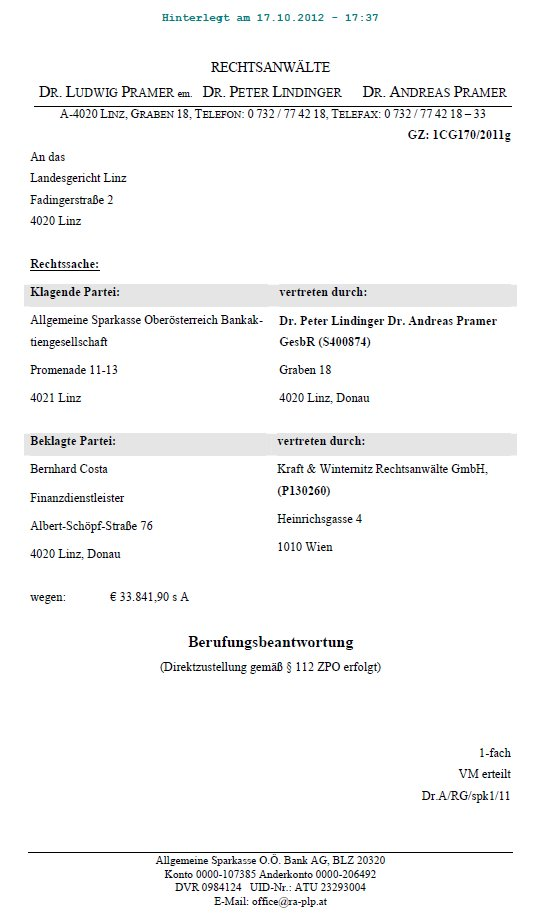 Hinterlegt am 17.10.2012 - 17:37
RECHTSANWÄLTE
DR. LUDWIG PRAMER em. DR. PETER LINDINGER DR. ANDREAS PRAMER
A-4020 LINZ, GRABEN 18, TELEFON: 0 732 / 77 42 18, TELEFAX: 0 732 / 77 42 18 – 33
GZ: 1CG170/2011g
An das
Landesgericht Linz
Fadingerstraße 2
4020 Linz
Rechtssache:
Klagende Partei: vertreten durch:
Allgemeine Sparkasse Oberösterreich Bankak-
tiengesellschaft
Promenade 11-13
4021 Linz
Dr. Peter Lindinger Dr. Andreas Pramer
GesbR (S400874)
Graben 18
4020 Linz, Donau
Beklagte Partei: vertreten durch:
Bernhard Costa
Finanzdienstleister
Albert-Schöpf-Straße 76
4020 Linz, Donau
Kraft & Winternitz Rechtsanwälte GmbH,
(P130260)
Heinrichsgasse 4
1010 Wien
wegen: € 33.841,90 s A
Berufungsbeantwortung
(Direktzustellung gemäß § 112 ZPO erfolgt)
1-fach
VM erteilt
Dr.A/RG/spk1/11
Allgemeine Sparkasse O.Ö. Bank AG, BLZ 20320
Konto 0000-107385 Anderkonto 0000-206492
DVR 0984124 UID-Nr.: ATU 23293004
E-Mail: office@ra-plp.at